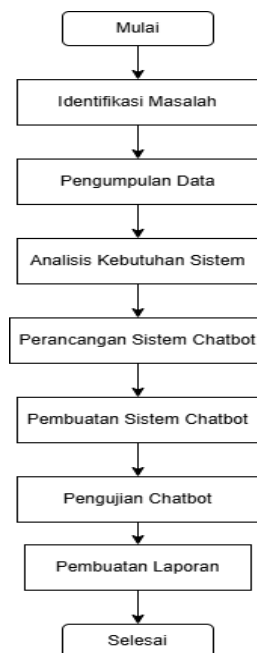 Mulai
Identifikasi Masalah
Pengumpulan Data
Analisis Kebutuhan Sistem
Perancangan Sistem Chatbot
Pembuatan Sistem Chatbot
Pengujian Chatbot
Pembuatan Laporan
Selesai